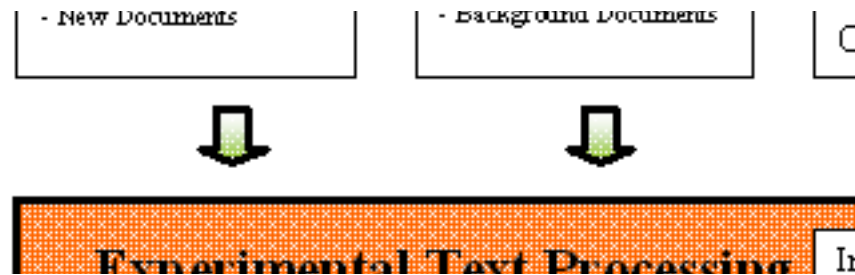 - New Documents
- Background Documents
Experimental Text Processing